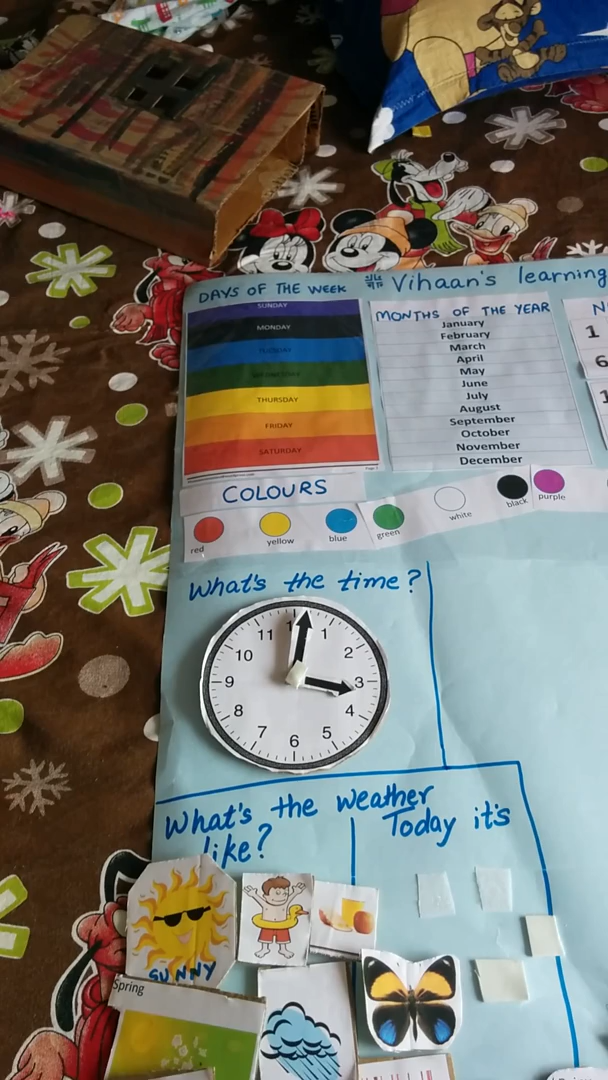 DAYS OF THE WEEK
Vihaan's learning
SUNDAY
MONDAY
TUESDAY
WEDNESDAY
THURSDAY
FRIDAY
SATURDAY
MONTHS OF THE YEAR
January
February
March
April
May
June
July
August
September
October
November
December
N
1
6
1
COLOURS
red
yellow
blue
green
white
black
purple
What's the time?
11 1
10 2
9 3
8 4
7 6 5
What's the weather
like?
Today it's
SUNNY
Spring